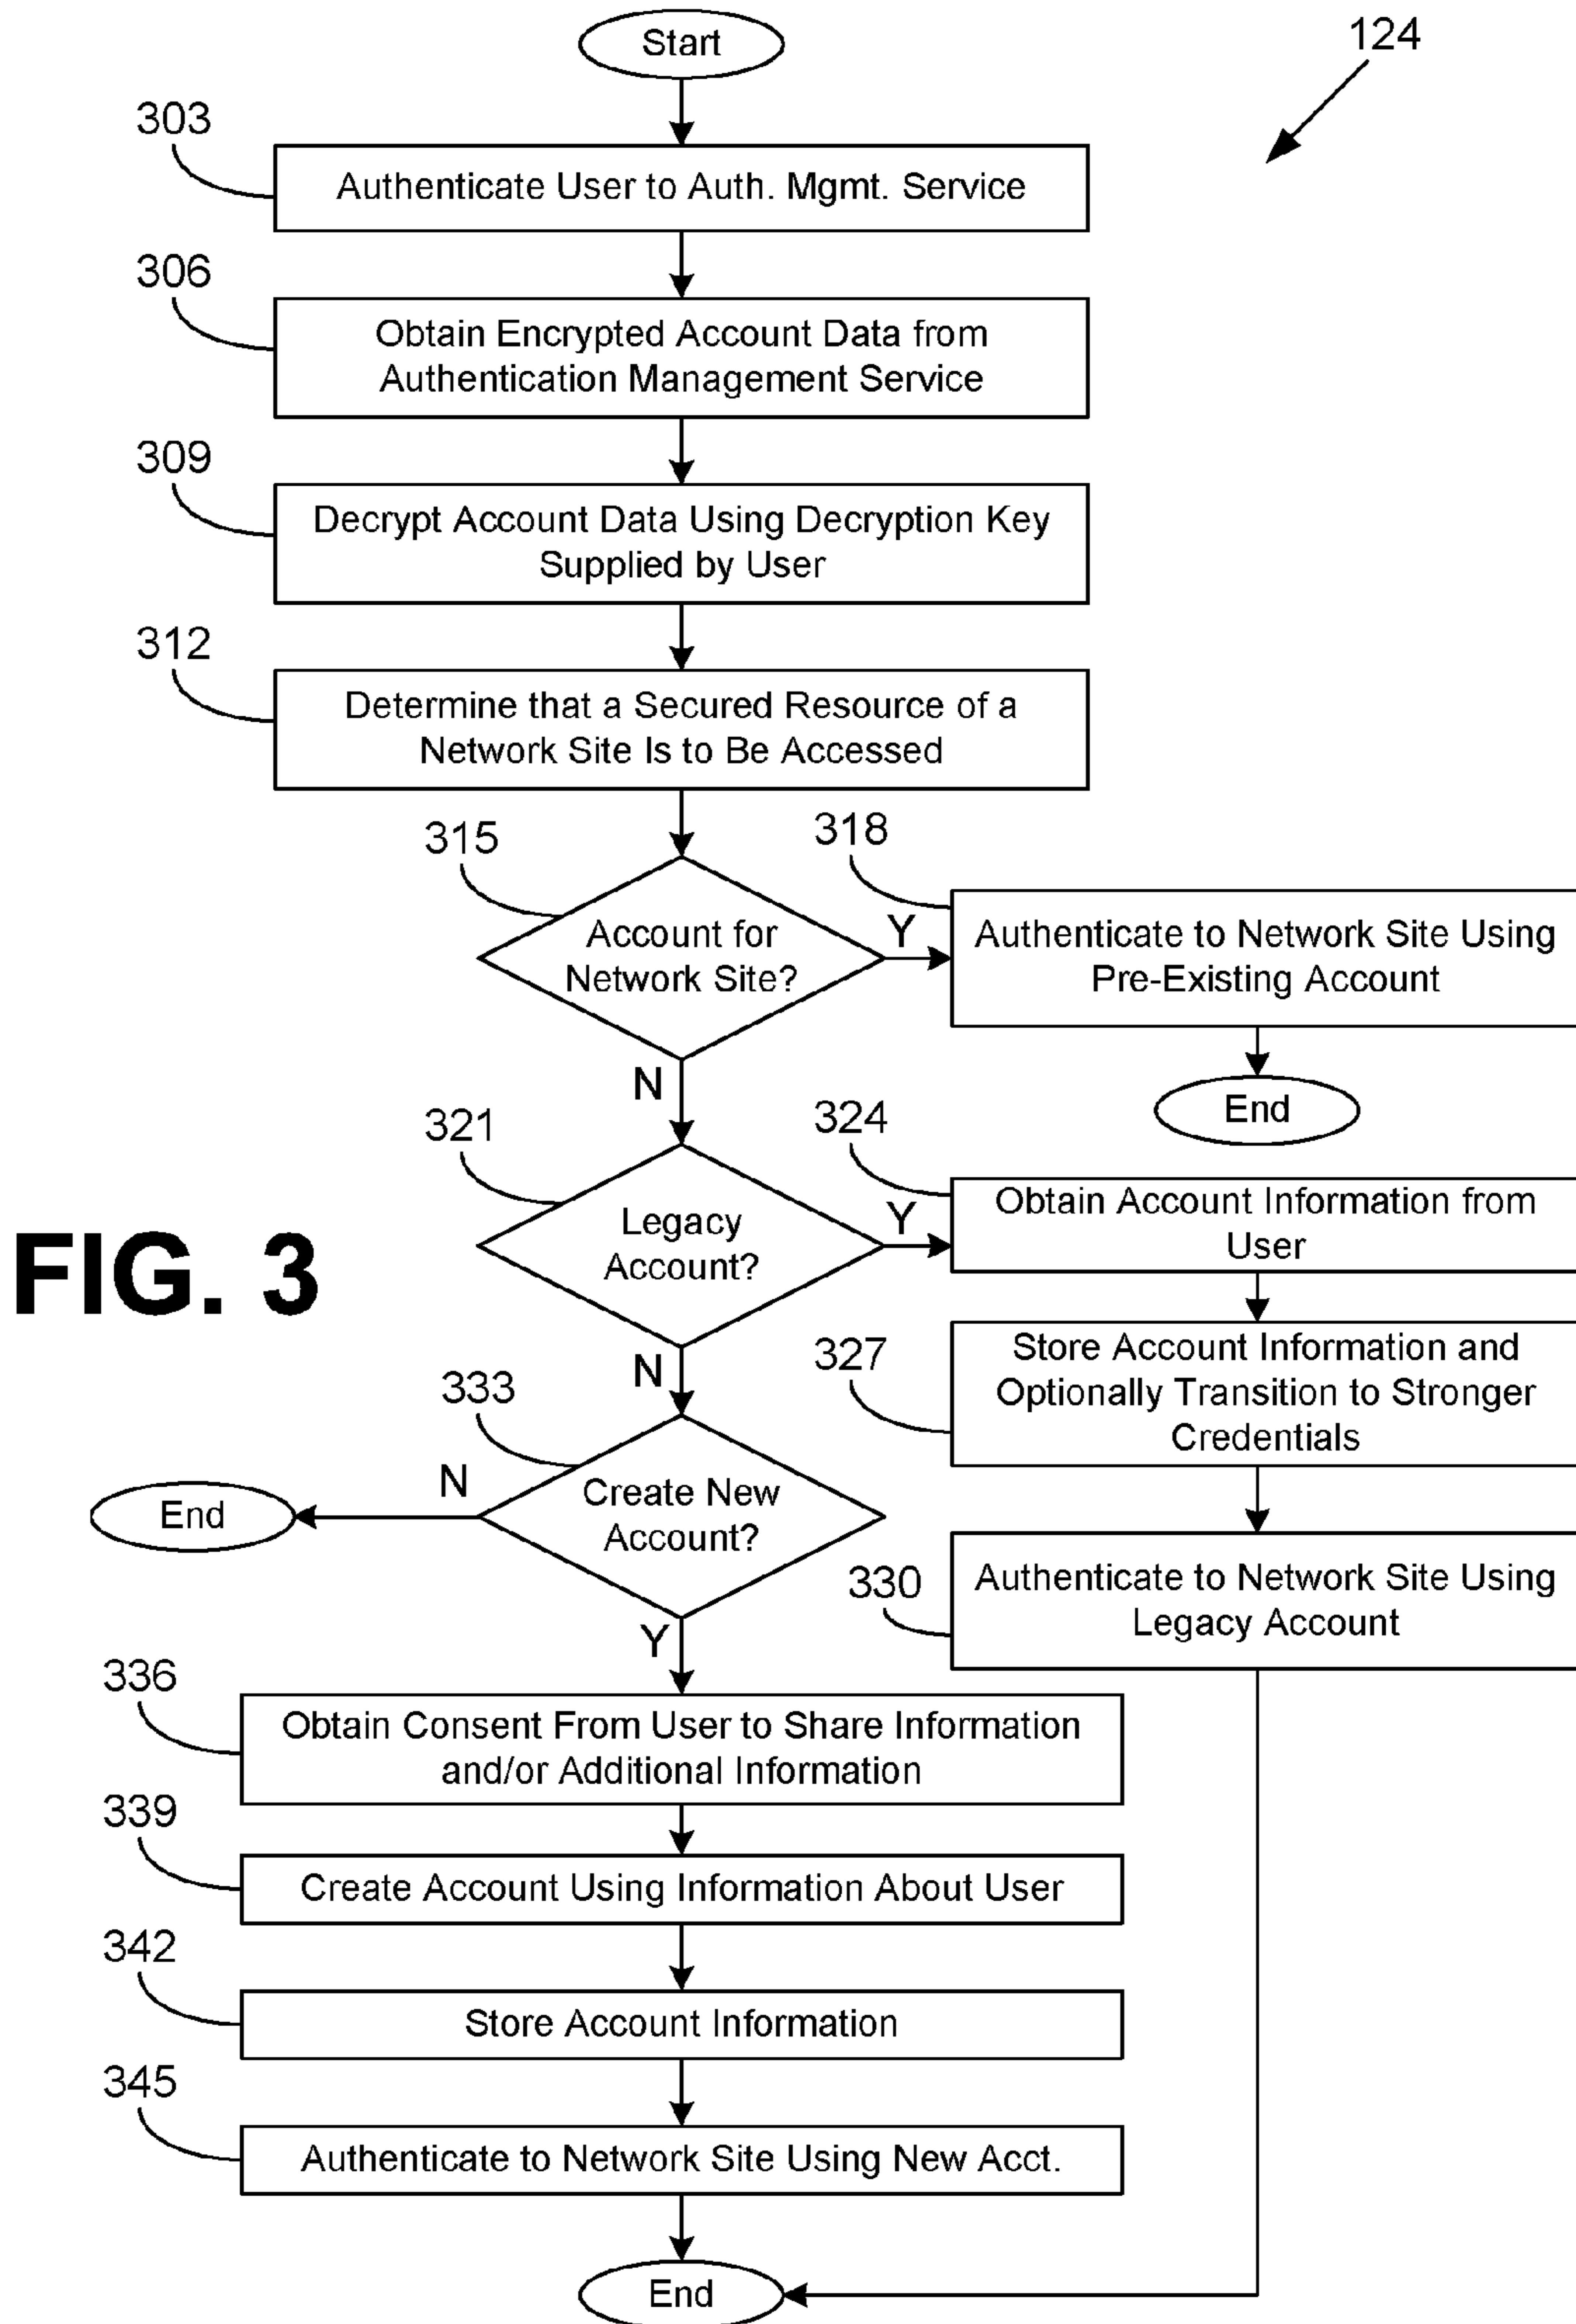 Start
124
303
Authenticate User to Auth. Mgmt. Service
306
Obtain Encrypted Account Data from
Authentication Management Service
309
Decrypt Account Data Using Decryption Key
Supplied by User
312
Determine that a Secured Resource of a
Network Site Is to Be Accessed
315
Account for
Network Site?
Y
318
Authenticate to Network Site Using
Pre-Existing Account
End
N
321
Legacy
Account?
Y
324
Obtain Account Information from
User
327
Store Account Information and
Optionally Transition to Stronger
Credentials
330
Authenticate to Network Site Using
Legacy Account
FIG. 3
N
333
Create New
Account?
N
End
Y
336
Obtain Consent From User to Share Information
and/or Additional Information
339
Create Account Using Information About User
342
Store Account Information
345
Authenticate to Network Site Using New Acct.
End